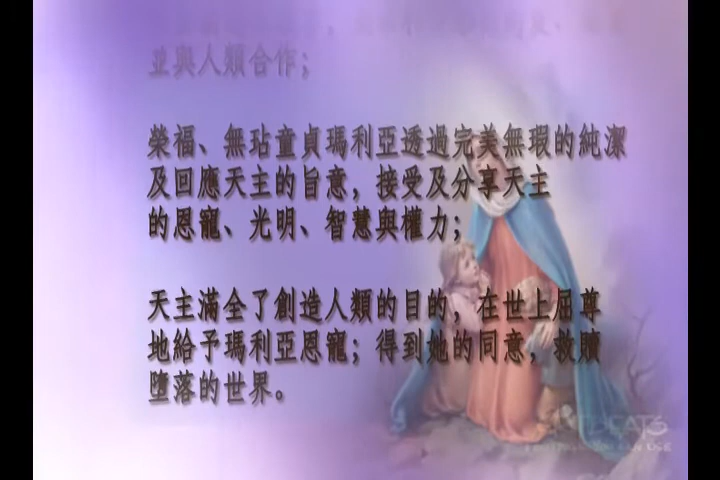 並與人類合作；
榮福、無玷童貞瑪利亞透過完美無瑕的純潔
及回應天主的旨意，接受及分享天主
的恩寵、光明、智慧與權力；
天主滿全了創造人類的目的，在世上屈尊
地給予瑪利亞恩寵；得到她的同意，救贖
墮落的世界。